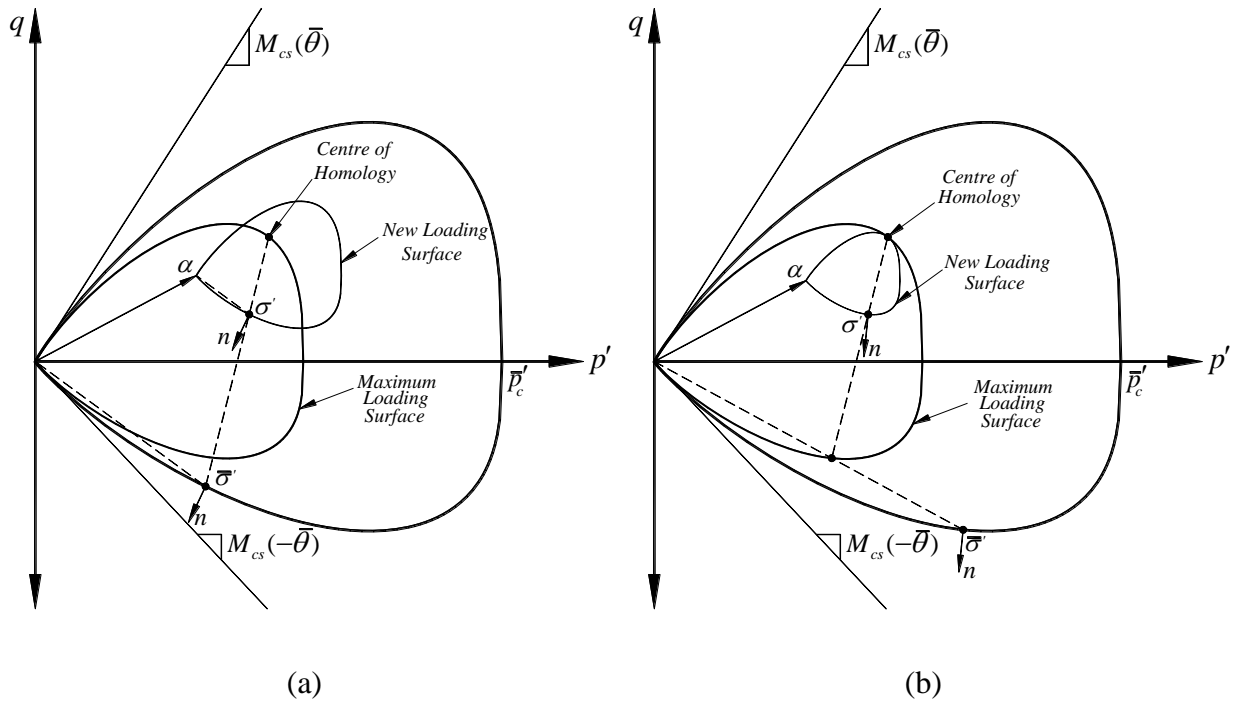 q
M_cs(θ̄)
Centre of
Homology
New Loading
Surface
α
σ′
n
p′
p̄′_c
Maximum
Loading
Surface
σ̄′
n
M_cs(-θ̄)
(a)
q
M_cs(θ̄)
Centre of
Homology
New Loading
Surface
α
σ′
n
p′
p̄′_c
Maximum
Loading
Surface
M_cs(-θ̄)
σ̄′
n
(b)